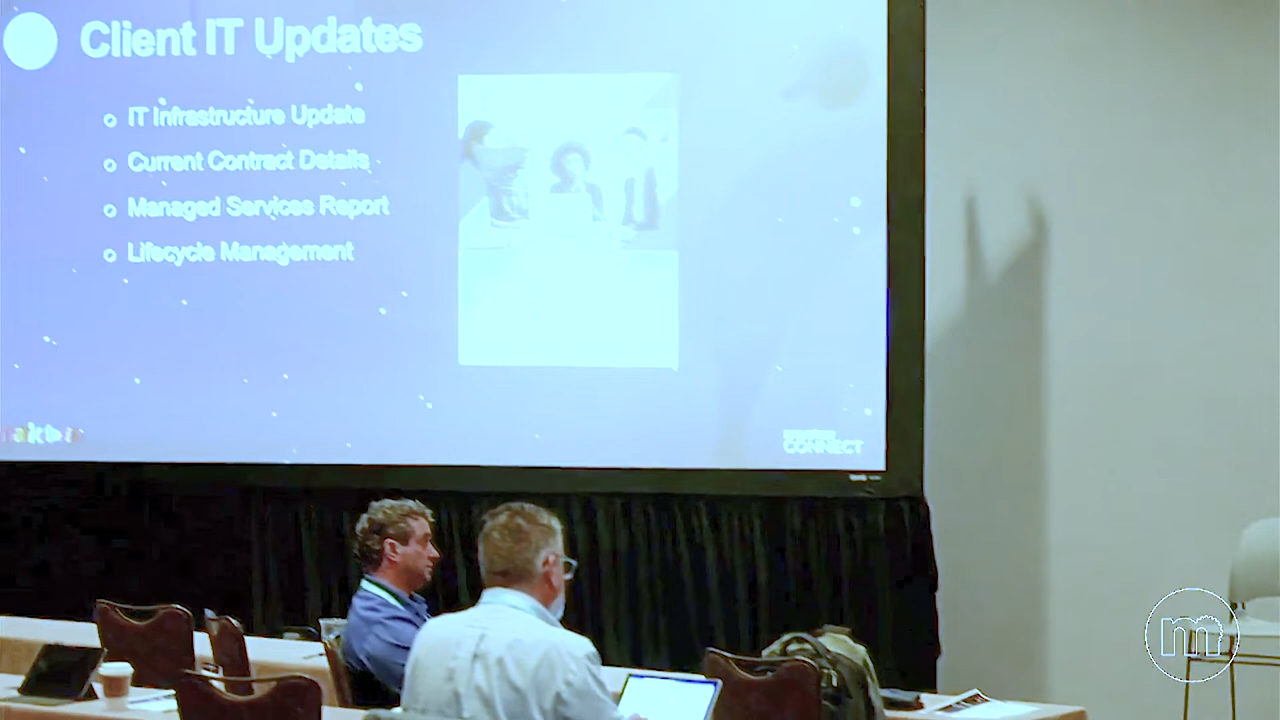 Client IT Updates
IT Infrastructure Update
Current Contract Details
Managed Services Report
Lifecycle Management
CONNECT
m